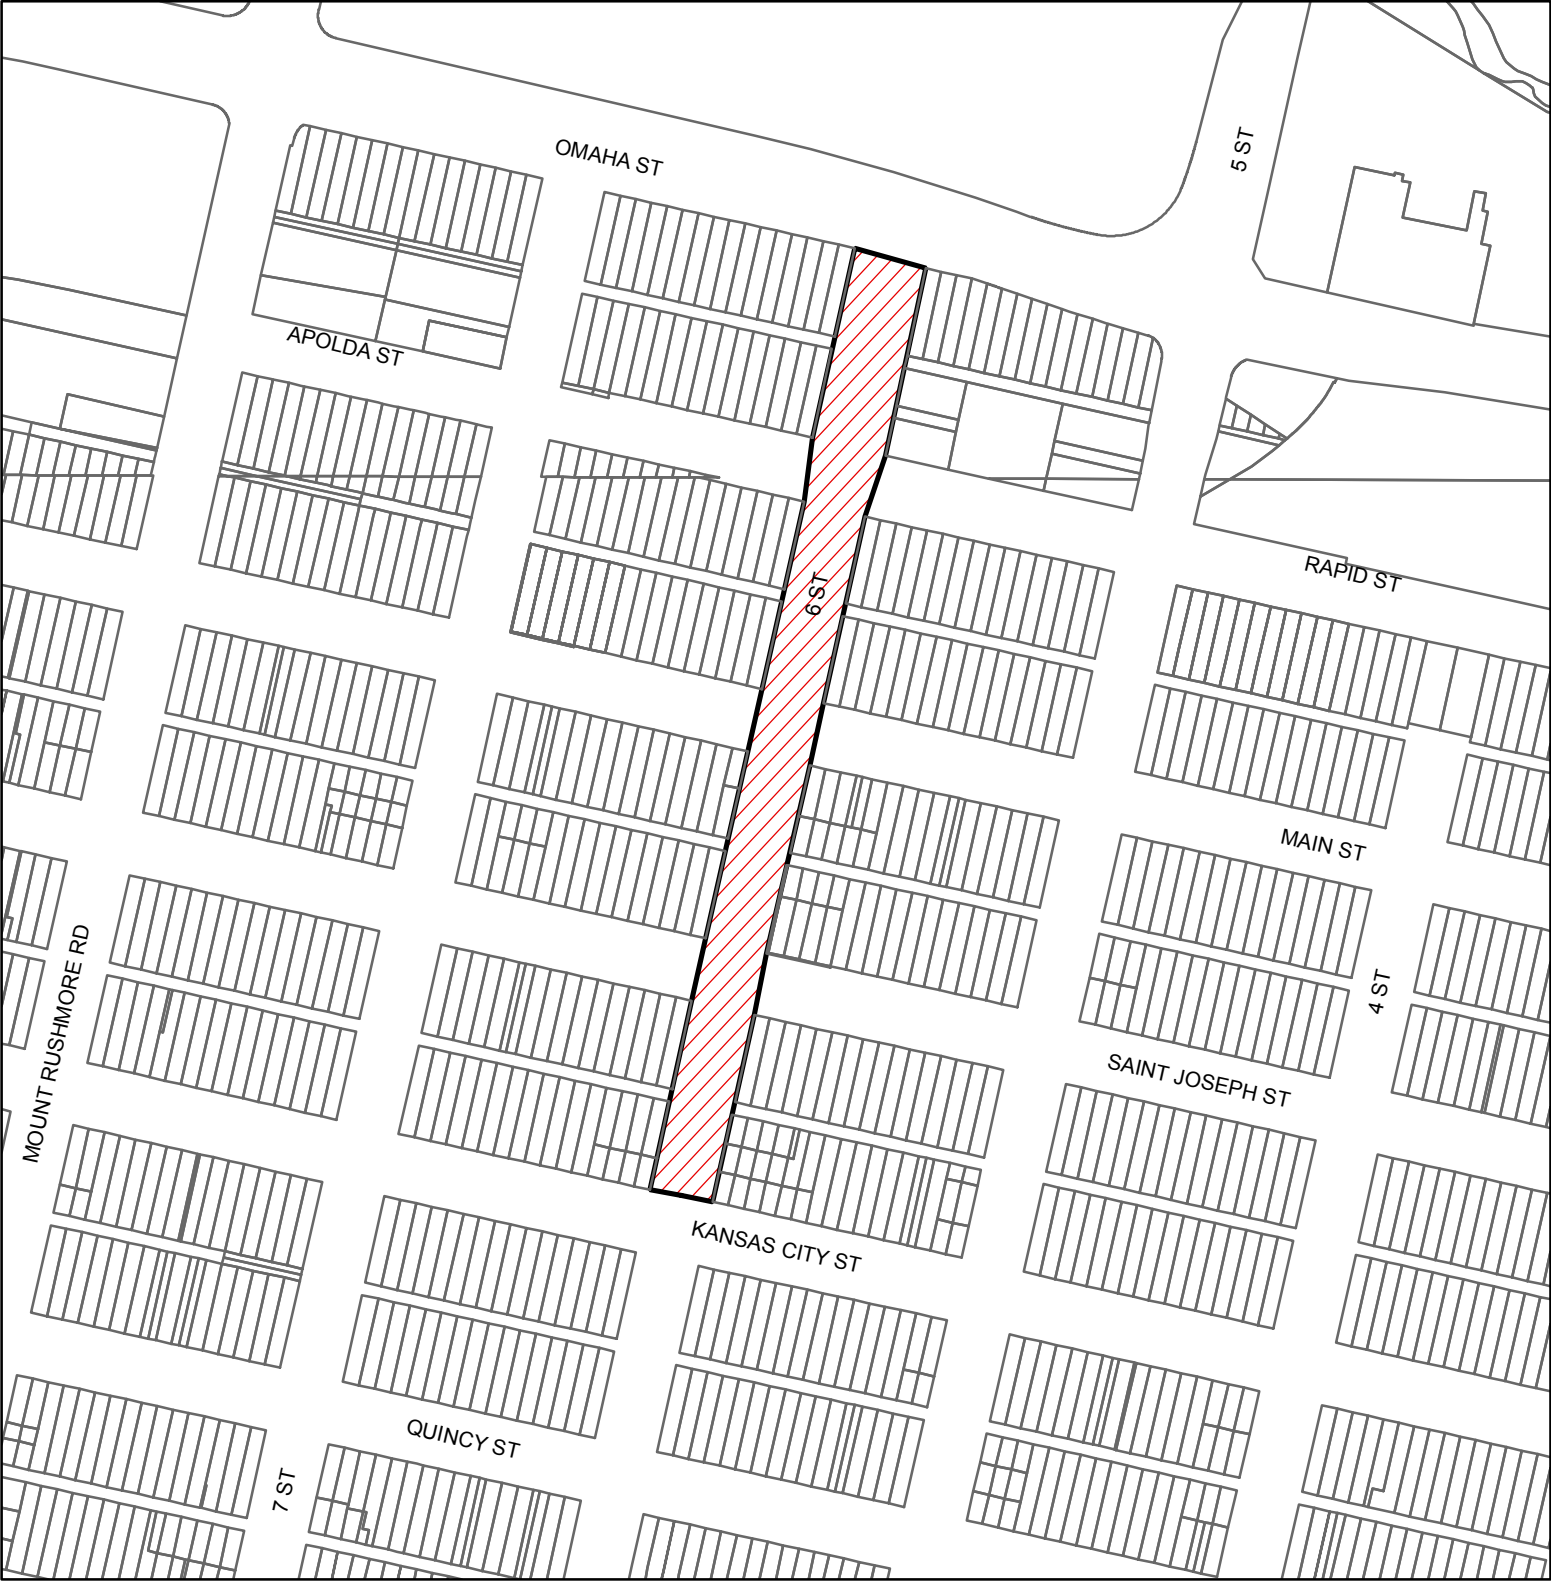 OMAHA ST
5 ST
APOLDA ST
RAPID ST
6 ST
MAIN ST
MOUNT RUSHMORE RD
4 ST
SAINT JOSEPH ST
KANSAS CITY ST
QUINCY ST
7 ST